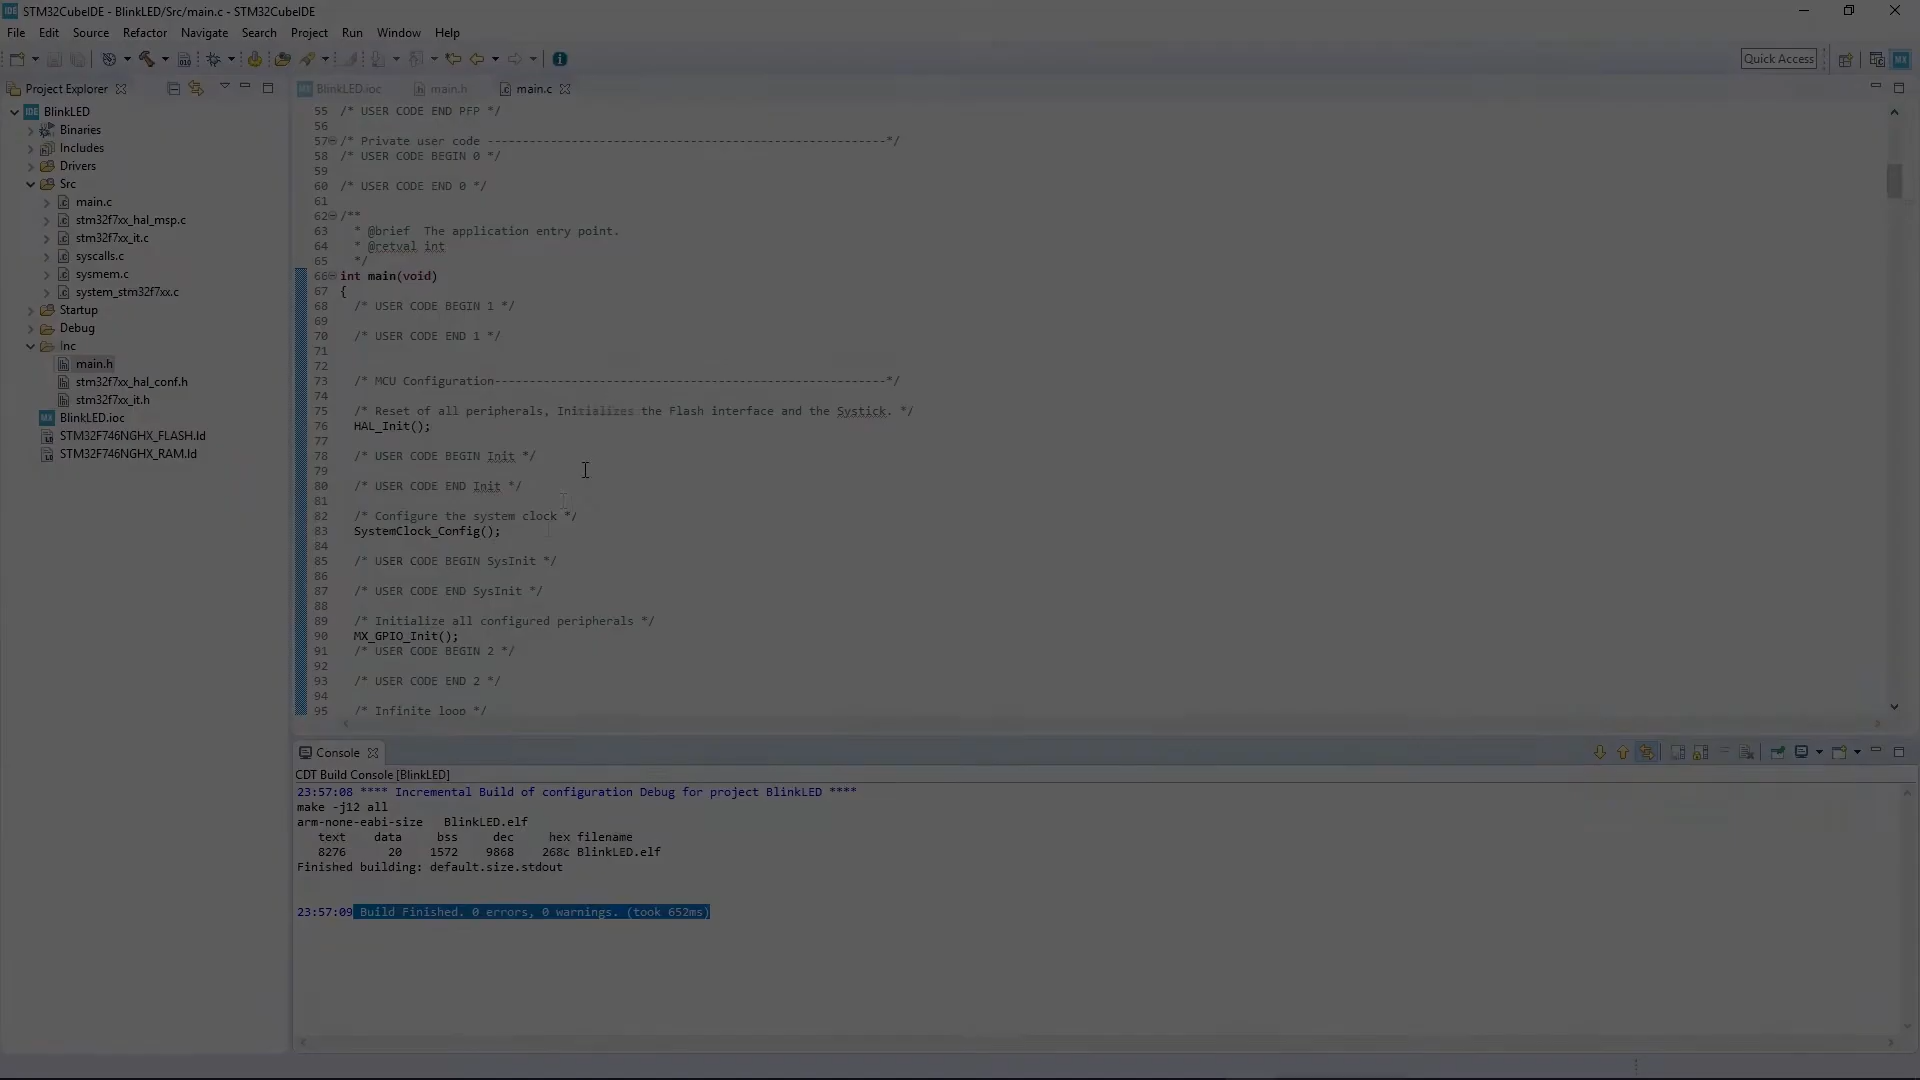 STM32CubeIDE - BlinkLED/Src/main.c - STM32CubeIDE
File Edit Source Refactor Navigate Search Project Run Window Help
Quick Access
Project Explorer
BlinkLED
Binaries
Includes
Drivers
Src
main.c
stm32f7xx_hal_msp.c
stm32f7xx_it.c
syscalls.c
sysmem.c
system_stm32f7xx.c
Startup
Debug
Inc
main.h
stm32f7xx_hal_conf.h
stm32f7xx_it.h
BlinkLED.ioc
STM32F746NGHX_FLASH.ld
STM32F746NGHX_RAM.ld
BlinkLED.ioc main.h main.c
55 /* USER CODE END PFP */
56
57 /* Private user code ---------------------------------------------------------*/
58 /* USER CODE BEGIN 0 */
59
60 /* USER CODE END 0 */
61
62 /**
63 * @brief  The application entry point.
64 * @retval int
65 */
66 int main(void)
67 {
68 /* USER CODE BEGIN 1 */
69
70 /* USER CODE END 1 */
71
72
73 /* MCU Configuration--------------------------------------------------------*/
74
75 /* Reset of all peripherals, Initializes the Flash interface and the Systick. */
76 HAL_Init();
77
78 /* USER CODE BEGIN Init */
79
80 /* USER CODE END Init */
81
82 /* Configure the system clock */
83 SystemClock_Config();
84
85 /* USER CODE BEGIN SysInit */
86
87 /* USER CODE END SysInit */
88
89 /* Initialize all configured peripherals */
90 MX_GPIO_Init();
91 /* USER CODE BEGIN 2 */
92
93 /* USER CODE END 2 */
94
95 /* Infinite loop */
Console
CDT Build Console [BlinkLED]
23:57:08 **** Incremental Build of configuration Debug for project BlinkLED ****
make -j12 all
arm-none-eabi-size   BlinkLED.elf
text data bss dec hex filename
8276 20 1572 9868 268c BlinkLED.elf
Finished building: default.size.stdout
23:57:09 Build Finished. 0 errors, 0 warnings. (took 652ms)